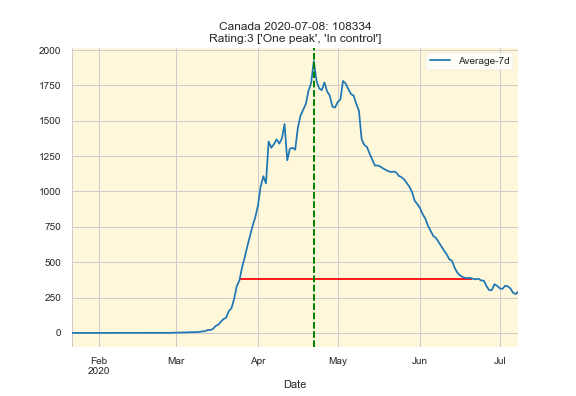 Canada 2020-07-08: 108334
Rating:3 ['One peak', 'In control']
2000
1750
1500
1250
1000
750
500
250
0
Average-7d
Feb
2020
Mar
Apr
May
Jun
Jul
Date